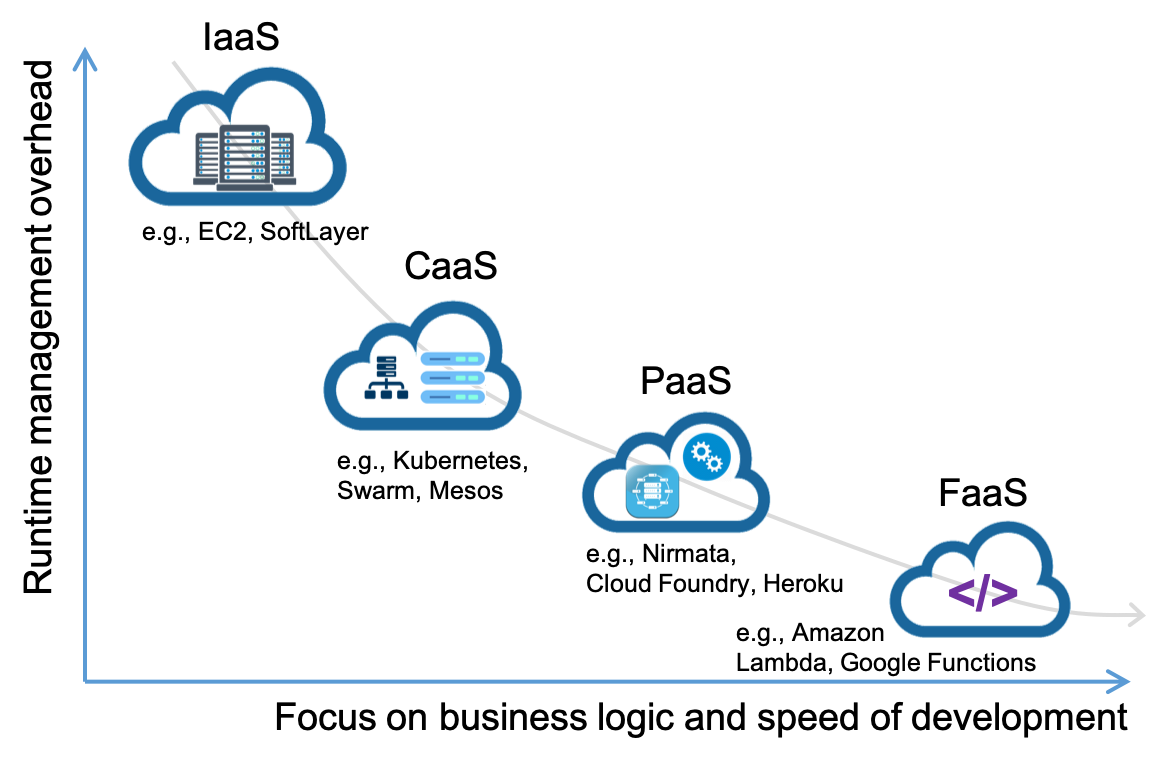 IaaS
Runtime management overhead
e.g., EC2, SoftLayer
CaaS
e.g., Kubernetes,
Swarm, Mesos
PaaS
e.g., Nirmata,
Cloud Foundry, Heroku
FaaS
</>
e.g., Amazon
Lambda, Google Functions
Focus on business logic and speed of development